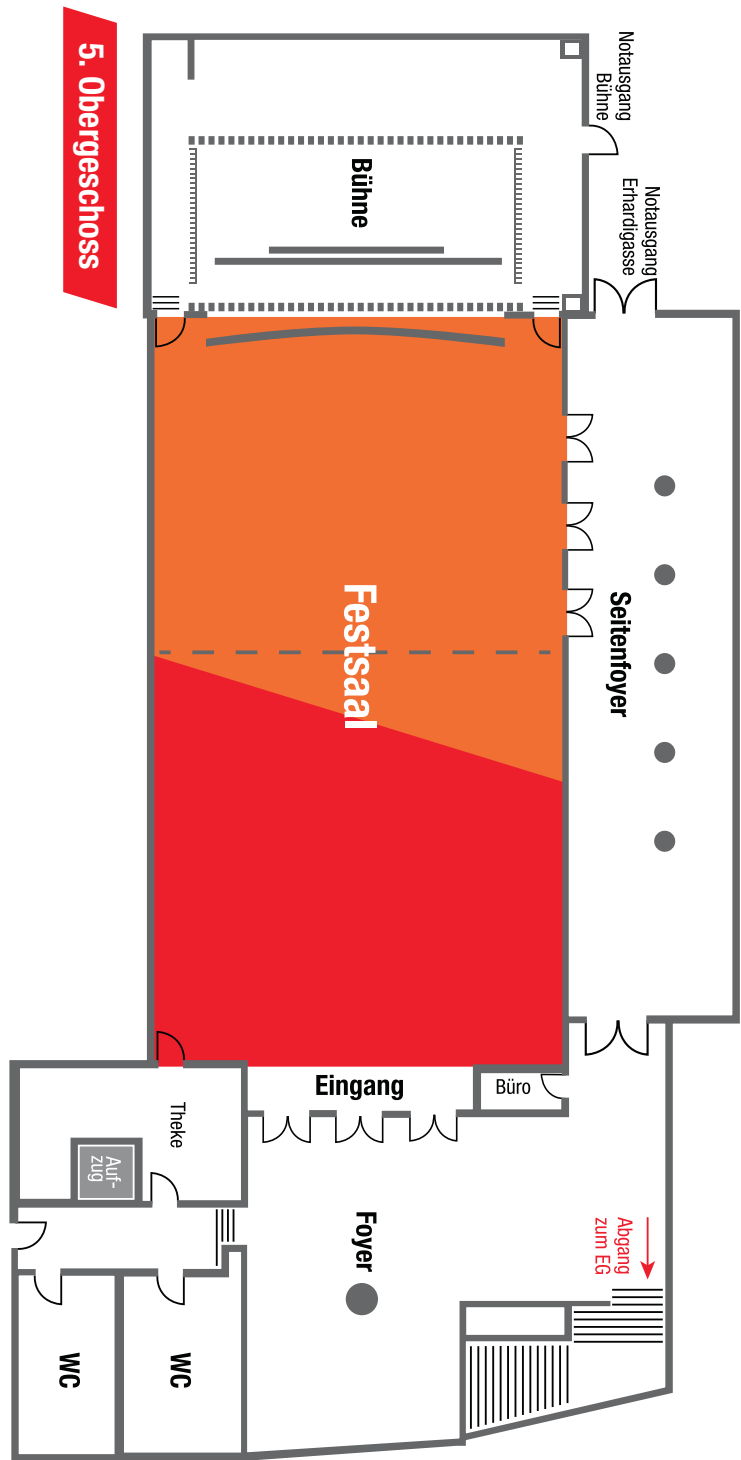 5. Obergeschoss
Notausgang
Bühne
Notausgang
Erhardigasse
Bühne
Festsaal
Seitenfoyer
Eingang
Büro
Theke
Auf-
zug
Foyer
Abgang
zum EG
WC
WC